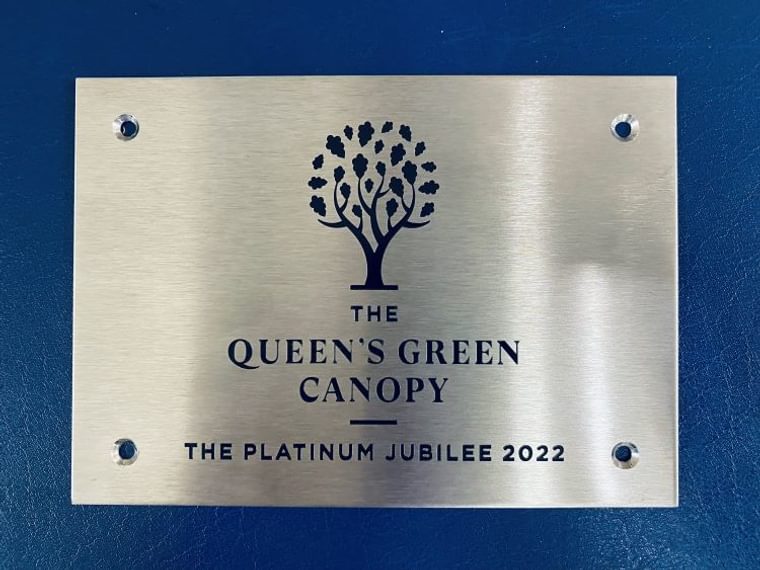 THE
QUEEN'S GREEN
CANOPY
THE PLATINUM JUBILEE 2022